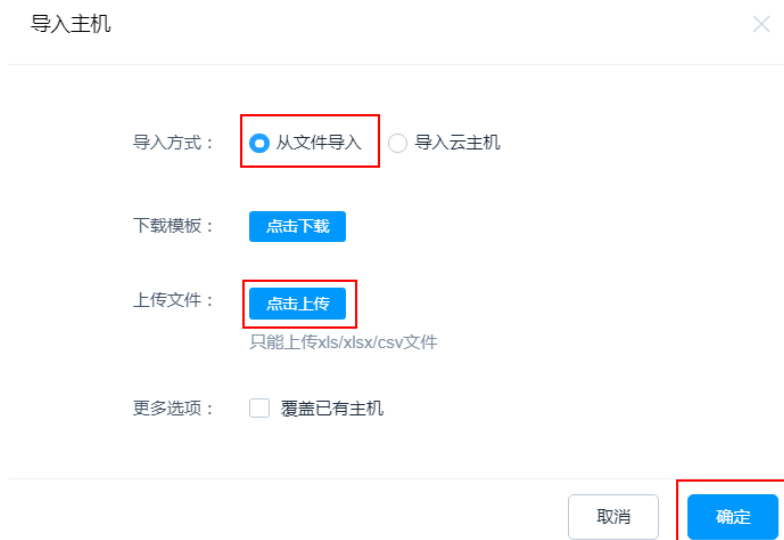 导入主机
导入方式： 从文件导入 导入云主机
下载模板： 点击下载
上传文件： 点击上传
只能上传xls/xlsx/csv文件
更多选项： 覆盖已有主机
取消 确定